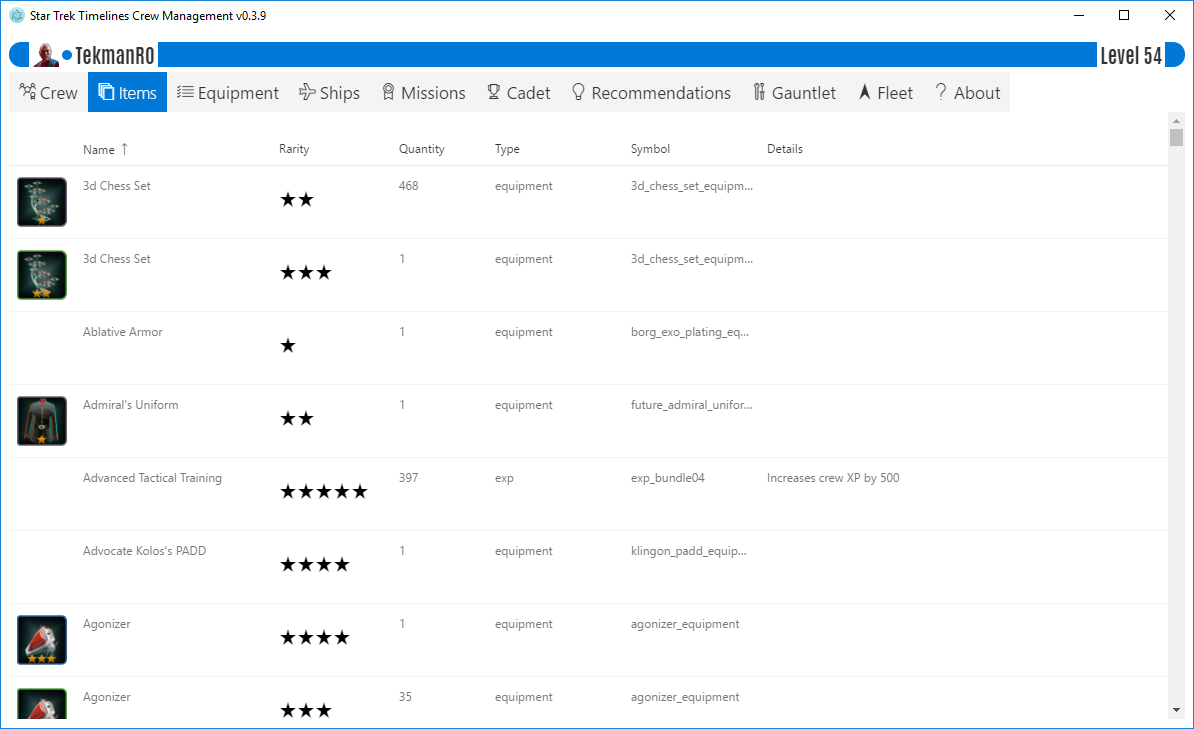 Star Trek Timelines Crew Management v0.3.9
TekmanRO Level 54
Crew Items Equipment Ships Missions Cadet Recommendations Gauntlet Fleet ? About
Name ↑ Rarity Quantity Type Symbol Details
3d Chess Set ★★ 468 equipment 3d_chess_set_equipm...
3d Chess Set ★★★ 1 equipment 3d_chess_set_equipm...
Ablative Armor ★ 1 equipment borg_exo_plating_eq...
Admiral's Uniform ★★ 1 equipment future_admiral_unifor...
Advanced Tactical Training ★★★★★ 397 exp exp_bundle04 Increases crew XP by 500
Advocate Kolos's PADD ★★★★ 1 equipment klingon_padd_equip...
Agonizer ★★★★ 1 equipment agonizer_equipment
Agonizer ★★★ 35 equipment agonizer_equipment